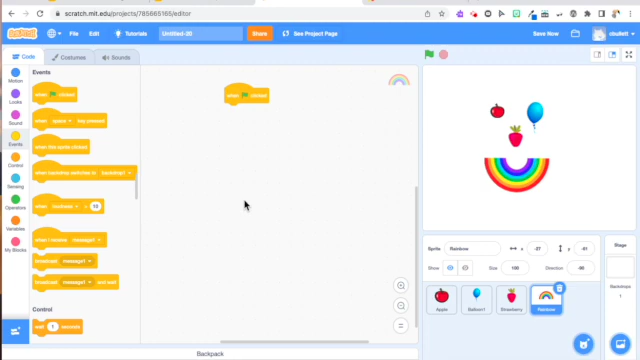 scratch.mit.edu/projects/785665165/editor
SCRATCH
File
Edit
Tutorials
Untitled-20
Share
See Project Page
Save Now
Code
Costumes
Sounds
Motion
Looks
Sound
Events
Control
Sensing
Operators
Variables
My Blocks
Events
when clicked
when space key pressed
when this sprite clicked
when backdrop switches to backdrop1
when loudness > 10
when I receive message1
broadcast message1
broadcast message1 and wait
Control
wait 1 seconds
when clicked
Backpack
Sprite Rainbow x -37 y -41
Show Size 100 Direction -90
Apple
Balloon1
Strawberry
Rainbow
Stage
Backdrops
1